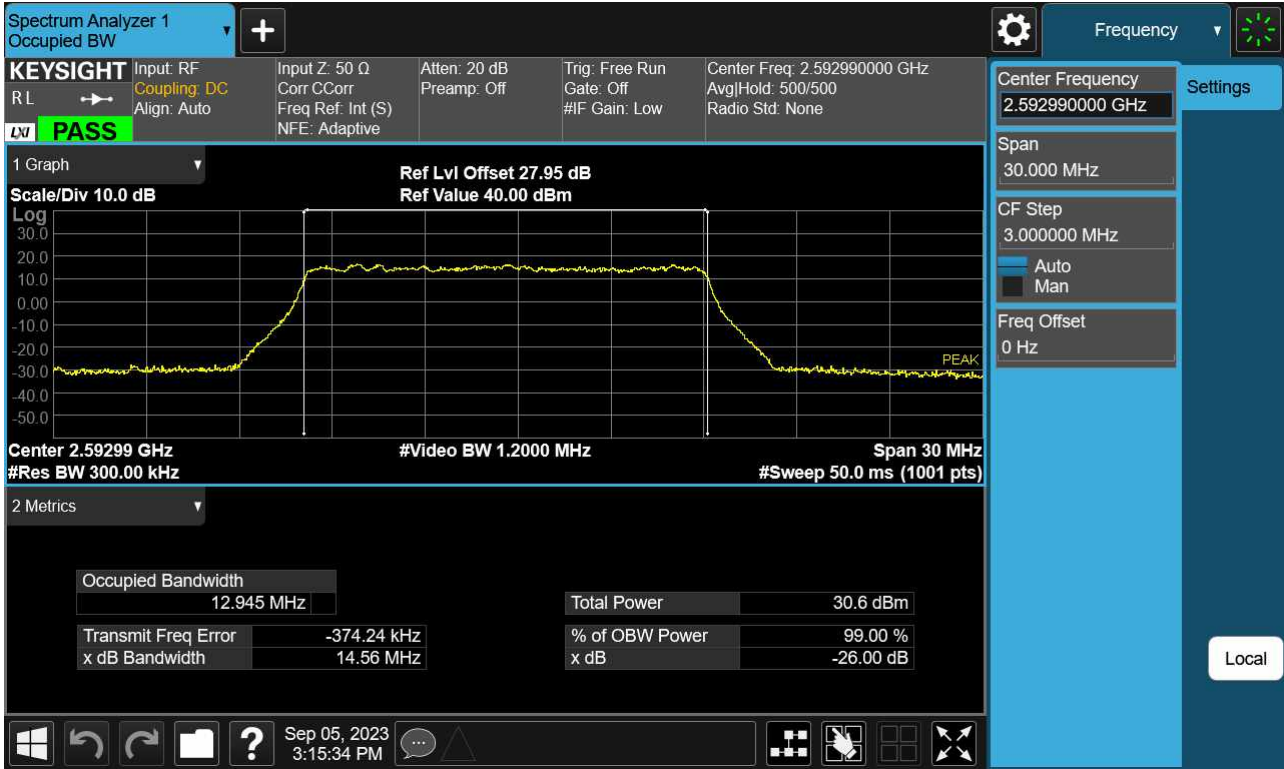 Spectrum Analyzer 1
Occupied BW
Frequency
KEYSIGHT
R L
LXI
PASS
Input: RF
Coupling: DC
Align: Auto
Input Z: 50 Ω
Corr CCorr
Freq Ref: Int (S)
NFE: Adaptive
Atten: 20 dB
Preamp: Off
Trig: Free Run
Gate: Off
#IF Gain: Low
Center Freq: 2.592990000 GHz
Avg|Hold: 500/500
Radio Std: None
Center Frequency
2.592990000 GHz
Settings
Span
30.000 MHz
CF Step
3.000000 MHz
Auto
Man
Freq Offset
0 Hz
Local
1 Graph
Scale/Div 10.0 dB
Ref Lvl Offset 27.95 dB
Ref Value 40.00 dBm
Log
30.0
20.0
10.0
0.00
-10.0
-20.0
-30.0
-40.0
-50.0
PEAK
Center 2.59299 GHz
#Video BW 1.2000 MHz
Span 30 MHz
#Res BW 300.00 kHz
#Sweep 50.0 ms (1001 pts)
2 Metrics
Occupied Bandwidth
12.945 MHz
Total Power 30.6 dBm
Transmit Freq Error -374.24 kHz
% of OBW Power 99.00 %
x dB Bandwidth 14.56 MHz
x dB -26.00 dB
?
Sep 05, 2023
3:15:34 PM